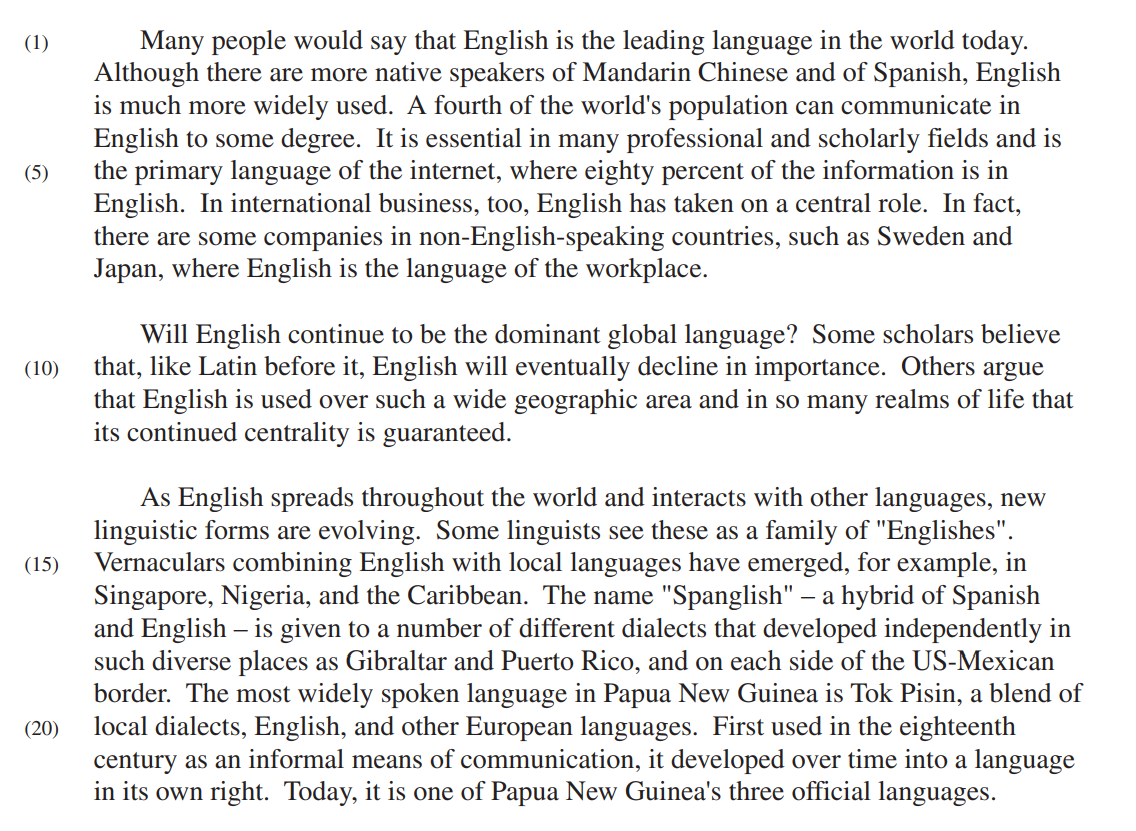 (1) Many people would say that English is the leading language in the world today.
Although there are more native speakers of Mandarin Chinese and of Spanish, English
is much more widely used. A fourth of the world's population can communicate in
English to some degree. It is essential in many professional and scholarly fields and is
(5) the primary language of the internet, where eighty percent of the information is in
English. In international business, too, English has taken on a central role. In fact,
there are some companies in non-English-speaking countries, such as Sweden and
Japan, where English is the language of the workplace.
Will English continue to be the dominant global language? Some scholars believe
(10) that, like Latin before it, English will eventually decline in importance. Others argue
that English is used over such a wide geographic area and in so many realms of life that
its continued centrality is guaranteed.
As English spreads throughout the world and interacts with other languages, new
linguistic forms are evolving. Some linguists see these as a family of "Englishes".
(15) Vernaculars combining English with local languages have emerged, for example, in
Singapore, Nigeria, and the Caribbean. The name "Spanglish" – a hybrid of Spanish
and English – is given to a number of different dialects that developed independently in
such diverse places as Gibraltar and Puerto Rico, and on each side of the US-Mexican
border. The most widely spoken language in Papua New Guinea is Tok Pisin, a blend of
(20) local dialects, English, and other European languages. First used in the eighteenth
century as an informal means of communication, it developed over time into a language
in its own right. Today, it is one of Papua New Guinea's three official languages.